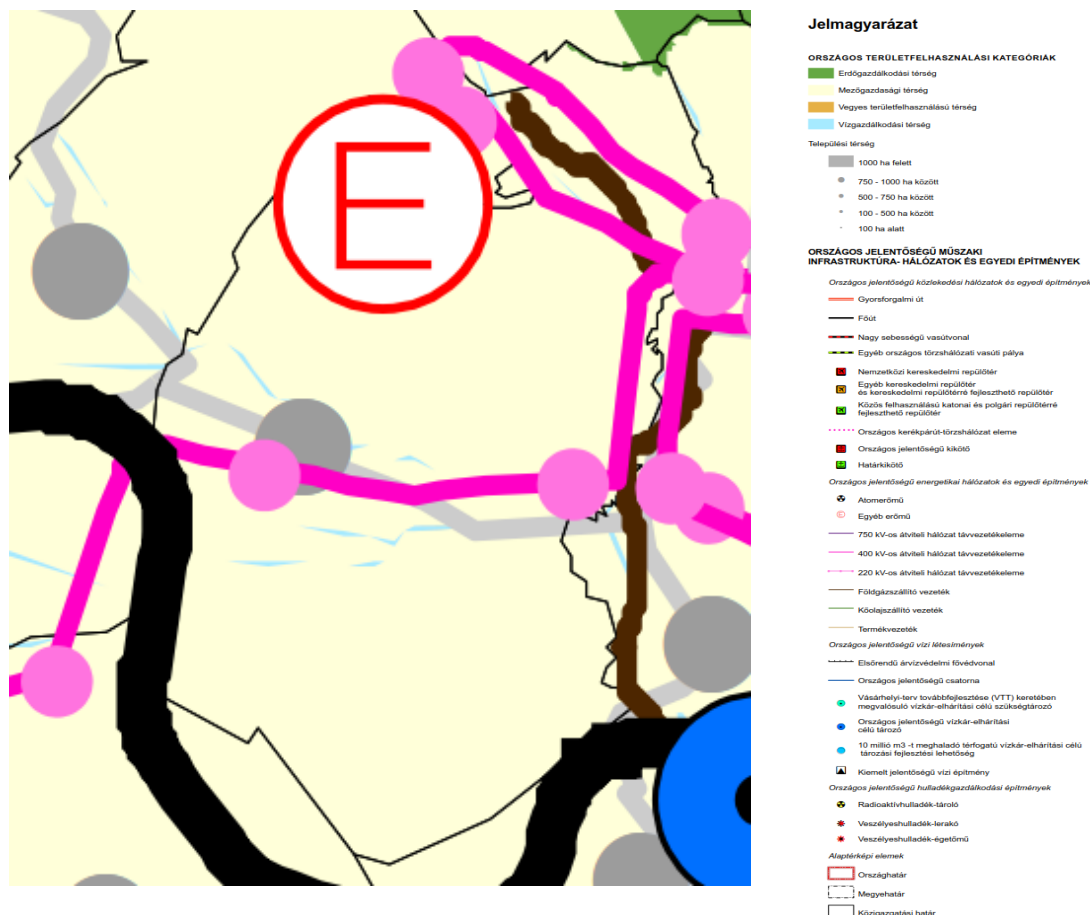 E
Jelmagyarázat
ORSZÁGOS TERÜLETFELHASZNÁLÁSI KATEGÓRIÁK
Erdőgazdálkodási térség
Mezőgazdasági térség
Vegyes területfelhasználású térség
Vízgazdálkodási térség
Települési térség
1000 ha felett
750 - 1000 ha között
500 - 750 ha között
100 - 500 ha között
100 ha alatt
ORSZÁGOS JELENTŐSÉGŰ MŰSZAKI
INFRASTRUKTÚRA- HÁLÓZATOK ÉS EGYEDI ÉPÍTMÉNYEK
Országos jelentőségű közlekedési hálózatok és egyedi építmények
Gyorsforgalmi út
Főút
Nagy sebességű vasútvonal
Egyéb országos törzshálózati vasúti pálya
Nemzetközi kereskedelmi repülőtér
Egyéb kereskedelmi repülőtér
és kereskedelmi repülőtérré fejleszthető repülőtér
Közös felhasználású katonai és polgári repülőtérré
fejleszthető repülőtér
Országos kerékpárút-törzshálózat eleme
Országos jelentőségű kikötő
Határkikötő
Országos jelentőségű energetikai hálózatok és egyedi építmények
Atomerőmű
Egyéb erőmű
750 kV-os átviteli hálózat távvezetékeleme
400 kV-os átviteli hálózat távvezetékeleme
220 kV-os átviteli hálózat távvezetékeleme
Földgázszállító vezeték
Kőolajszállító vezeték
Termékvezeték
Országos jelentőségű vízi létesímények
Elsőrendű árvízvédelmi fővédvonal
Országos jelentőségű csatorna
Vásárhelyi-terv továbbfejlesztése (VTT) keretében
megvalósuló vízkár-elhárítási célú szükségtározó
Országos jelentőségű vízkár-elhárítási
célú tározó
10 millió m3 -t meghaladó térfogatú vízkár-elhárítási célú
tározási fejlesztési lehetőség
Kiemelt jelentőségű vízi építmény
Országos jelentőségű hulladékgazdálkodási építmények
Radioaktívhulladék-tároló
Veszélyeshulladék-lerakó
Veszélyeshulladék-égetőmű
Alaptérképi elemek
Országhatár
Megyehatár
Közigazgatási határ